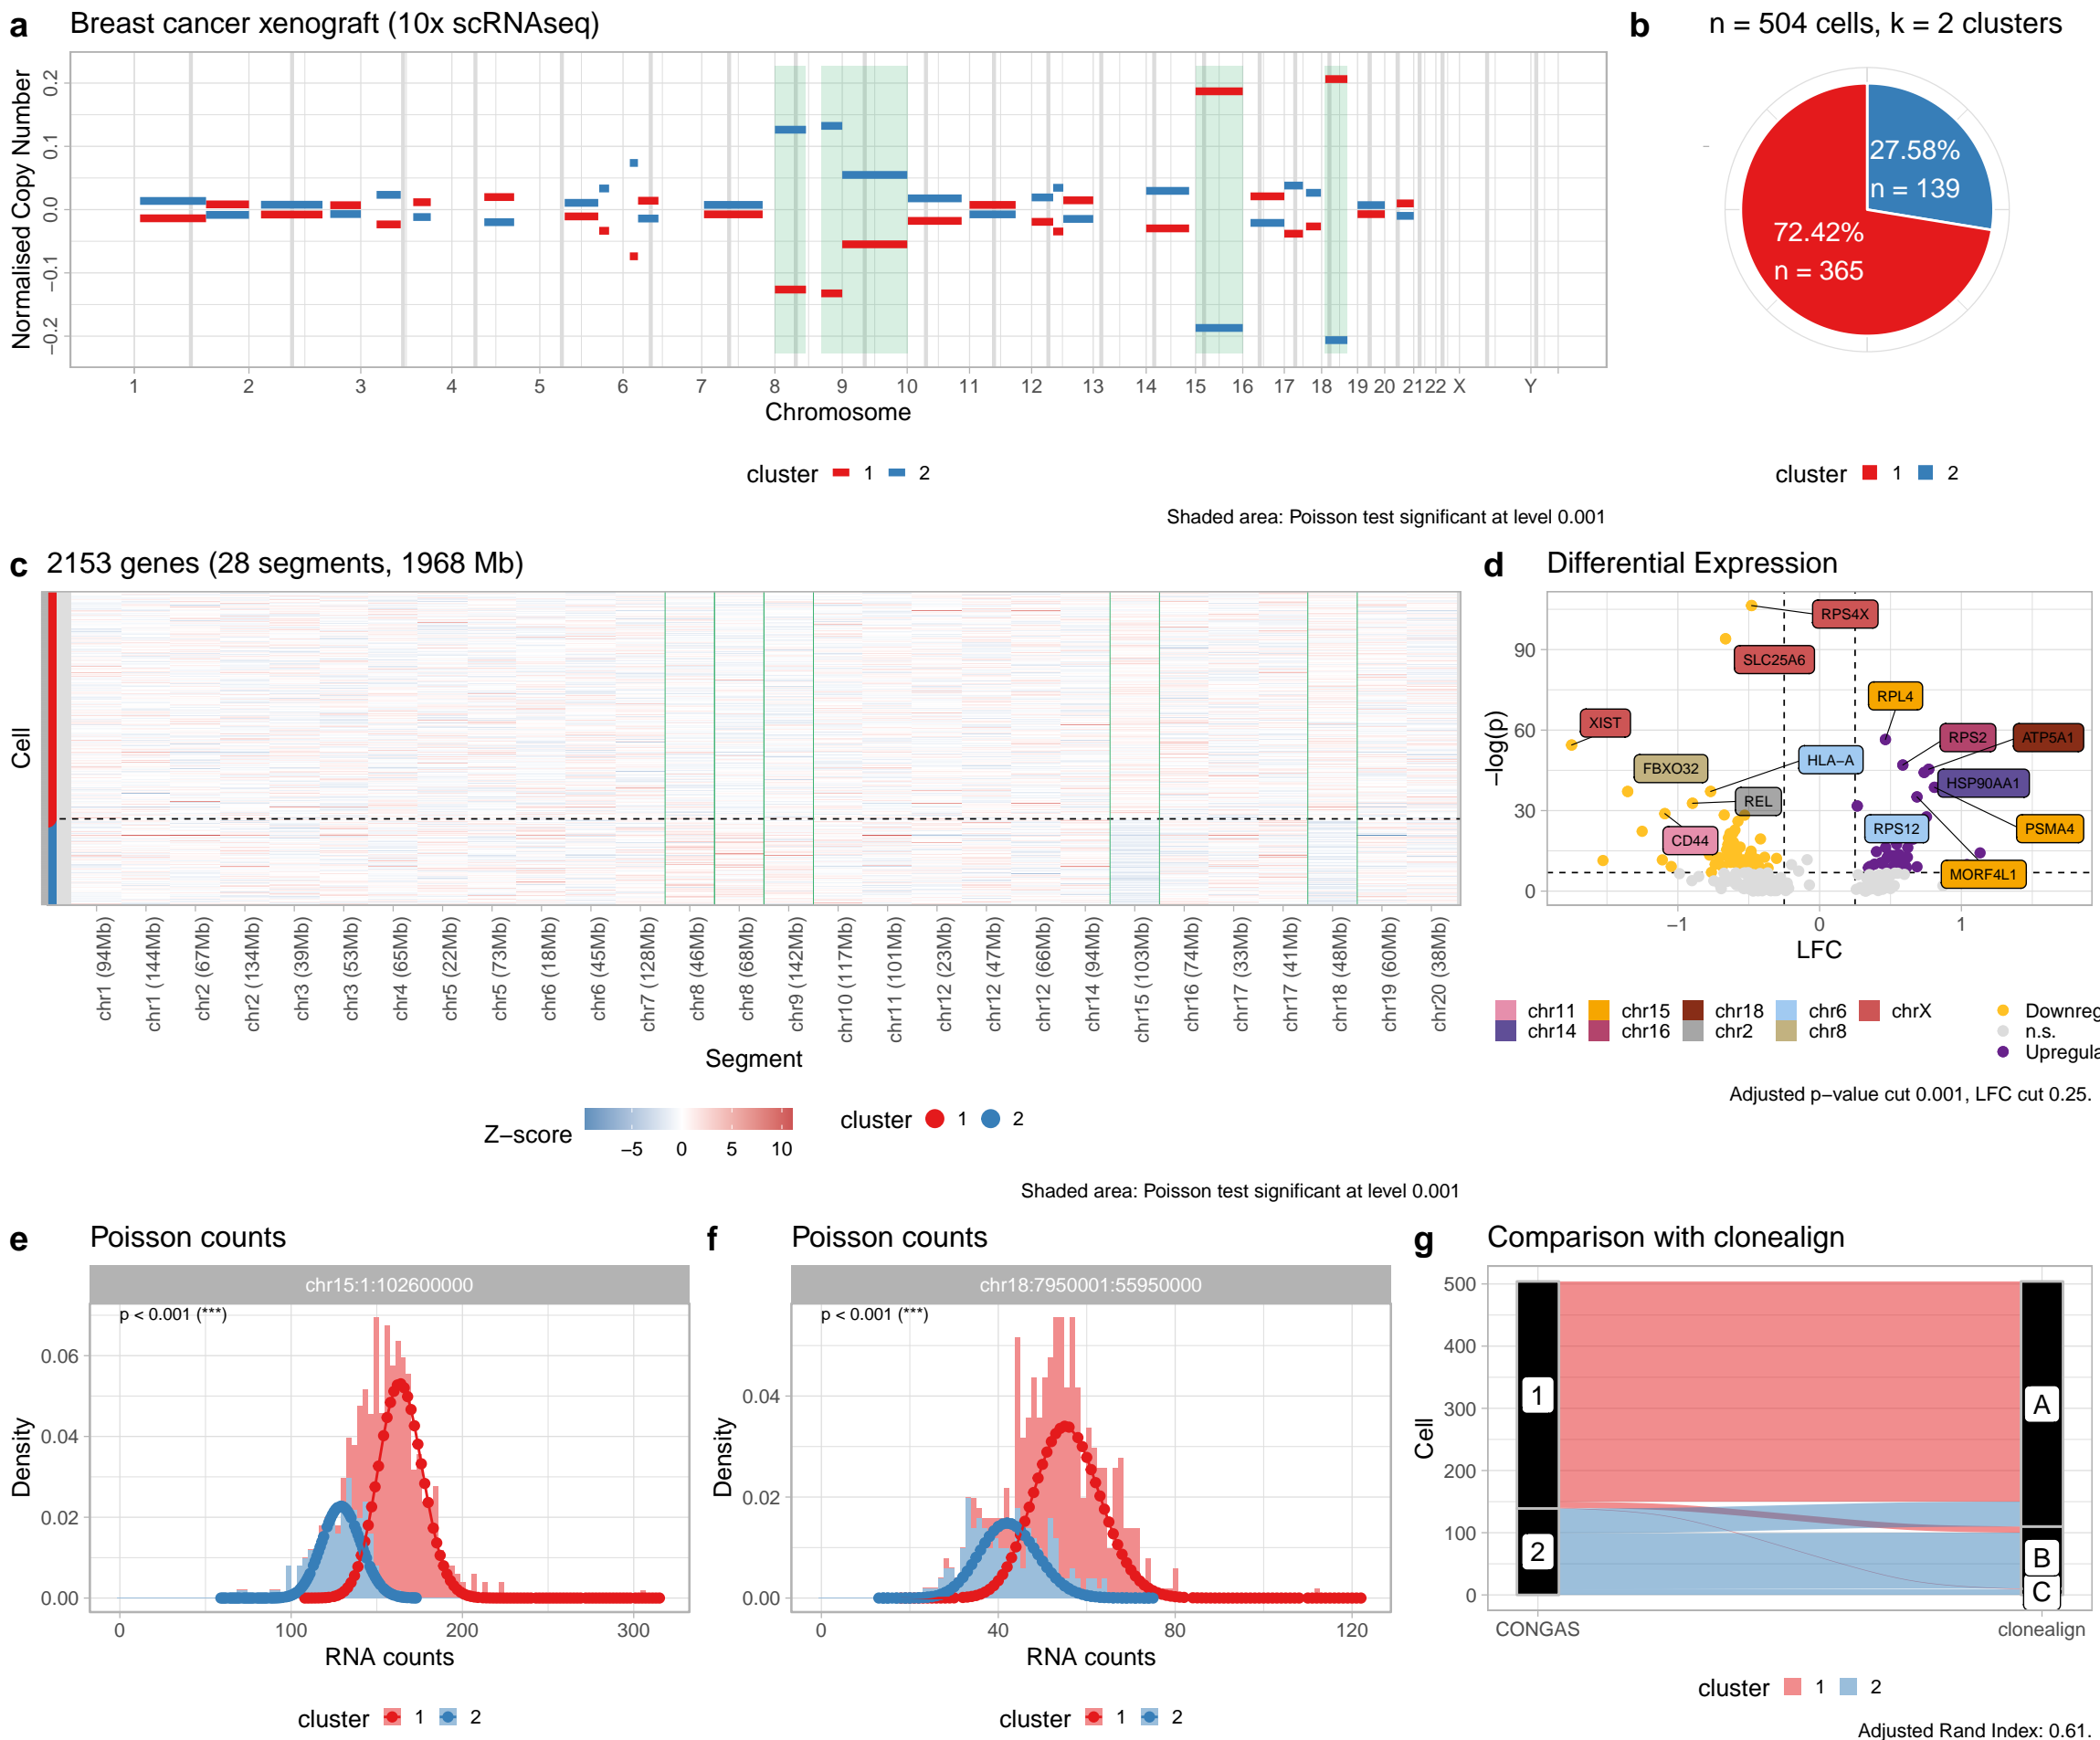 a Breast cancer xenograft (10x scRNAseq)
Normalised Copy Number
0.2
0.1
0.0
−0.1
−0.2
1 2 3 4 5 6 7 8 9 10 11 12 13 14 15 16 17 18 19 20 21 22 X Y
Chromosome
cluster 1 2
Shaded area: Poisson test significant at level 0.001
b n = 504 cells, k = 2 clusters
27.58%
n = 139
72.42%
n = 365
cluster 1 2
c 2153 genes (28 segments, 1968 Mb)
Cell
chr1 (94Mb)
chr1 (144Mb)
chr2 (67Mb)
chr2 (134Mb)
chr3 (39Mb)
chr3 (53Mb)
chr4 (65Mb)
chr5 (22Mb)
chr5 (73Mb)
chr6 (18Mb)
chr6 (45Mb)
chr7 (128Mb)
chr8 (46Mb)
chr8 (68Mb)
chr9 (142Mb)
chr10 (117Mb)
chr11 (101Mb)
chr12 (23Mb)
chr12 (47Mb)
chr12 (66Mb)
chr14 (94Mb)
chr15 (103Mb)
chr16 (74Mb)
chr17 (33Mb)
chr17 (41Mb)
chr18 (48Mb)
chr19 (60Mb)
chr20 (38Mb)
Segment
Z−score −5 0 5 10
cluster 1 2
Shaded area: Poisson test significant at level 0.001
d Differential Expression
−log(p)
90
60
30
0
RPS4X
SLC25A6
RPL4
XIST
RPS2
ATP5A1
HLA−A
FBXO32
HSP90AA1
REL
RPS12
PSMA4
CD44
MORF4L1
−1 0 1
LFC
chr11 chr15 chr18 chr6 chrX
chr14 chr16 chr2 chr8
Downreg
n.s.
Upregula
Adjusted p−value cut 0.001, LFC cut 0.25.
e Poisson counts
chr15:1:102600000
p < 0.001 (***)
Density
0.06
0.04
0.02
0.00
0 100 200 300
RNA counts
cluster 1 2
f Poisson counts
chr18:7950001:55950000
p < 0.001 (***)
Density
0.04
0.02
0.00
0 40 80 120
RNA counts
cluster 1 2
g Comparison with clonealign
Cell
500
400
300
200
100
0
1
2
A
B
C
CONGAS clonealign
cluster 1 2
Adjusted Rand Index: 0.61.